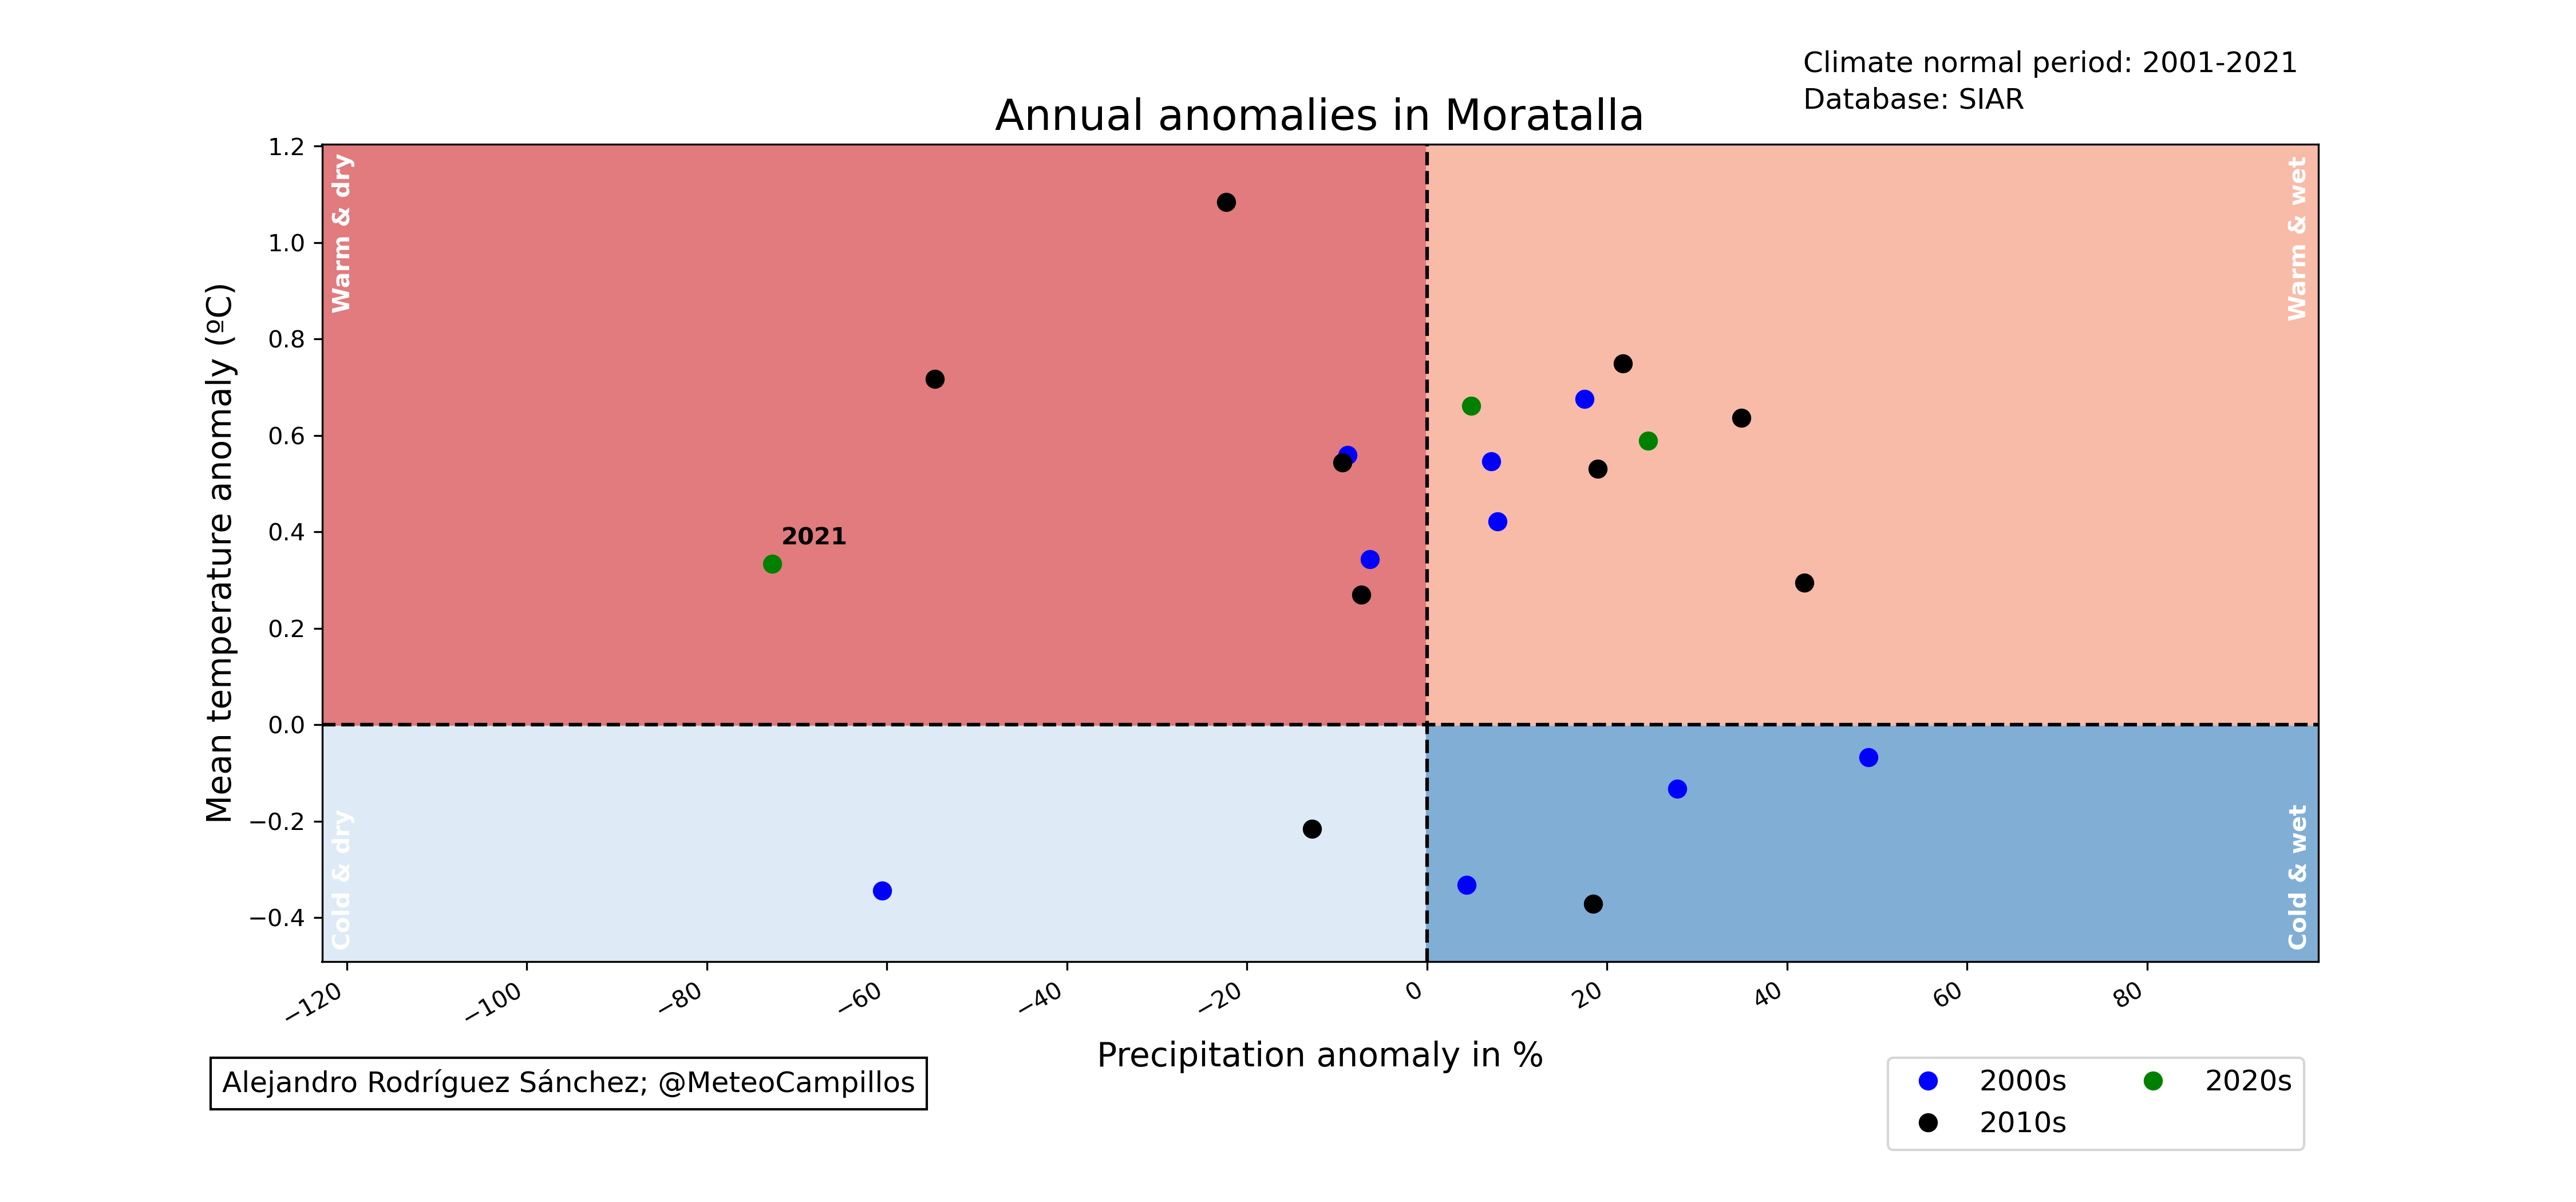 Climate normal period: 2001-2021
Database: SIAR
Annual anomalies in Moratalla
Mean temperature anomaly (ºC)
1.2
1.0
0.8
0.6
0.4
0.2
0.0
−0.2
−0.4
Warm & dry
Warm & wet
2021
Cold & dry
Cold & wet
−120 −100 −80 −60 −40 −20 0 20 40 60 80
Precipitation anomaly in %
Alejandro Rodríguez Sánchez; @MeteoCampillos
2000s 2020s
2010s